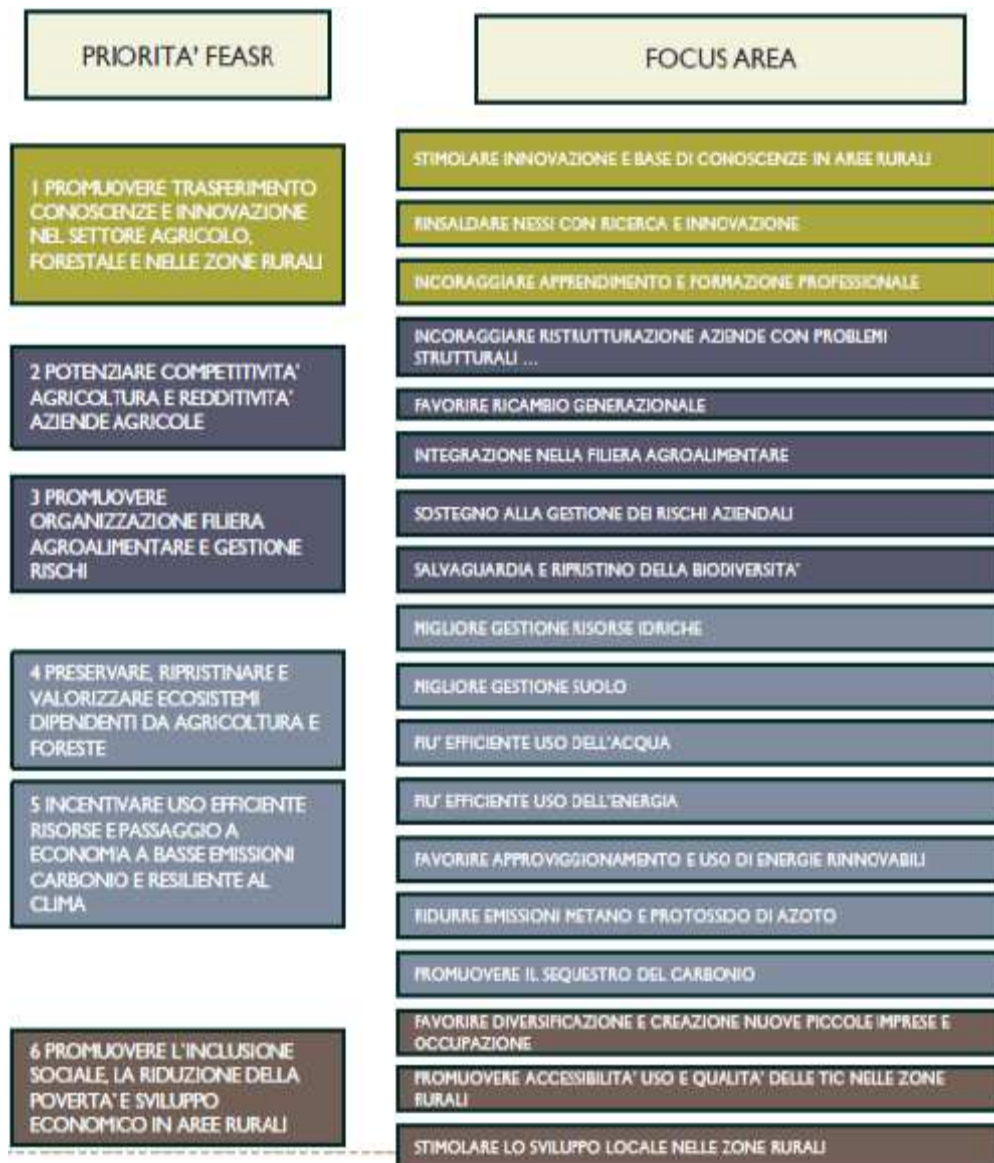 PRIORITA' FEASR
FOCUS AREA
1 PROMUOVERE TRASFERIMENTO
CONOSCENZE E INNOVAZIONE
NEL SETTORE AGRICOLO,
FORESTALE E NELLE ZONE RURALI
2 POTENZIARE COMPETITIVITA'
AGRICOLTURA E REDDITIVITA'
AZIENDE AGRICOLE
3 PROMUOVERE
ORGANIZZAZIONE FILIERA
AGROALIMENTARE E GESTIONE
RISCHI
4 PRESERVARE, RIPRISTINARE E
VALORIZZARE ECOSISTEMI
DIPENDENTI DA AGRICOLTURA E
FORESTE
5 INCENTIVARE USO EFFICIENTE
RISORSE E PASSAGGIO A
ECONOMIA A BASSE EMISSIONI
CARBONIO E RESILIENTE AL
CLIMA
6 PROMUOVERE L'INCLUSIONE
SOCIALE, LA RIDUZIONE DELLA
POVERTA' E SVILUPPO
ECONOMICO IN AREE RURALI
STIMOLARE INNOVAZIONE E BASE DI CONOSCENZE IN AREE RURALI
RINSALDARE NESSI CON RICERCA E INNOVAZIONE
INCORAGGIARE APPRENDIMENTO E FORMAZIONE PROFESSIONALE
INCORAGGIARE RISTRUTTURAZIONE AZIENDE CON PROBLEMI
STRUTTURALI ...
FAVORIRE RICAMBIO GENERAZIONALE
INTEGRAZIONE NELLA FILIERA AGROALIMENTARE
SOSTEGNO ALLA GESTIONE DEI RISCHI AZIENDALI
SALVAGUARDIA E RIPRISTINO DELLA BIODIVERSITA'
MIGLIORE GESTIONE RISORSE IDRICHE
MIGLIORE GESTIONE SUOLO
PIU' EFFICIENTE USO DELL'ACQUA
PIU' EFFICIENTE USO DELL'ENERGIA
FAVORIRE APPROVIGGIONAMENTO E USO DI ENERGIE RINNOVABILI
RIDURRE EMISSIONI METANO E PROTOSSIDO DI AZOTO
PROMUOVERE IL SEQUESTRO DEL CARBONIO
FAVORIRE DIVERSIFICAZIONE E CREAZIONE NUOVE PICCOLE IMPRESE E
OCCUPAZIONE
PROMUOVERE ACCESSIBILITA' USO E QUALITA' DELLE TIC NELLE ZONE
RURALI
STIMOLARE LO SVILUPPO LOCALE NELLE ZONE RURALI